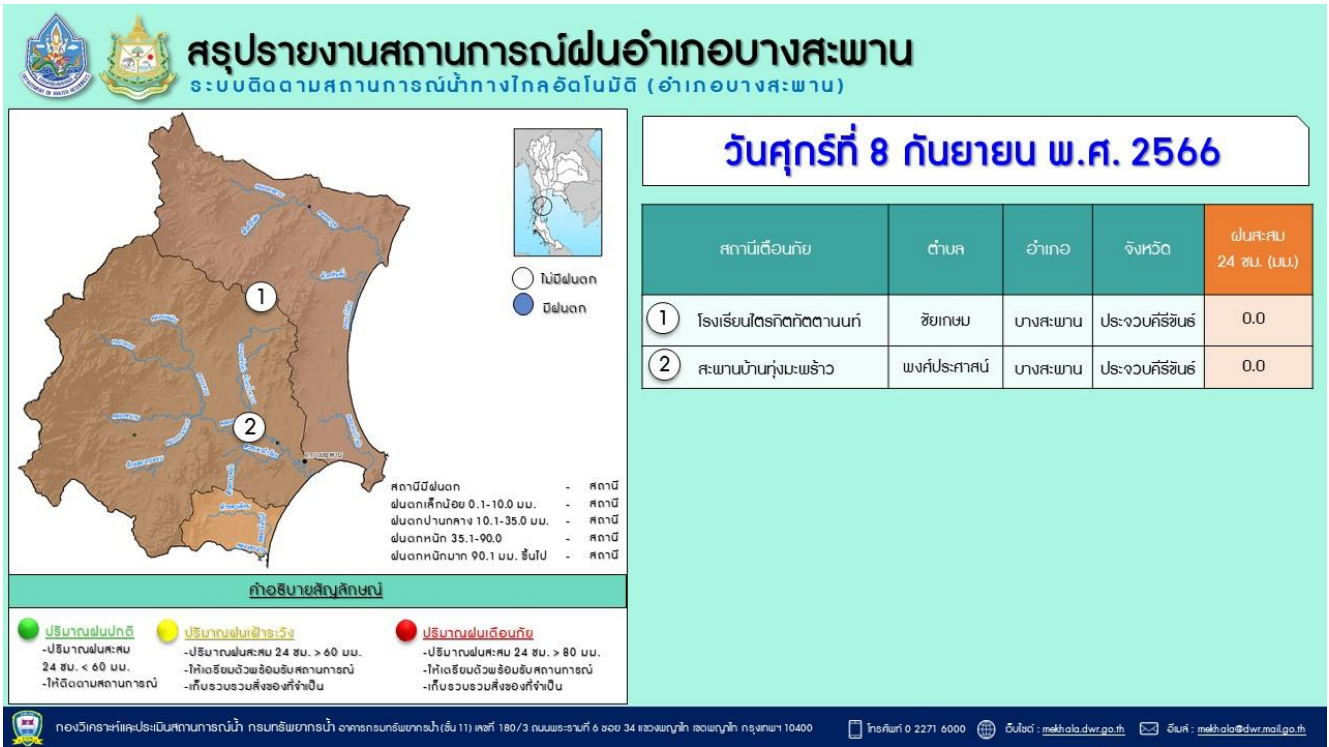 สรุปรายงานสถานการณ์ฝนอำเภอบางสะพาน
ระบบติดตามสถานการณ์น้ำทางไกลอัตโนมัติ (อำเภอบางสะพาน)
วันศุกร์ที่ 8 กันยายน พ.ศ. 2566
สถานีเตือนภัย ตำบล อำเภอ จังหวัด ฝนสะสม
24 ชม. (มม.)
1 โรงเรียนไตรกิตทัตตานนท์ ชัยเกษม บางสะพาน ประจวบคีรีขันธ์ 0.0
2 สะพานบ้านทุ่งมะพร้าว พงศ์ประศาสน์ บางสะพาน ประจวบคีรีขันธ์ 0.0
ไม่มีฝนตก
มีฝนตก
1
2
สถานีมีฝนตก - สถานี
ฝนตกเล็กน้อย 0.1-10.0 มม. - สถานี
ฝนตกปานกลาง 10.1-35.0 มม. - สถานี
ฝนตกหนัก 35.1-90.0 - สถานี
ฝนตกหนักมาก 90.1 มม. ขึ้นไป - สถานี
คำอธิบายสัญลักษณ์
ปริมาณฝนปกติ
-ปริมาณฝนสะสม
24 ชม. < 60 มม.
-ให้ติดตามสถานการณ์
ปริมาณฝนเฝ้าระวัง
-ปริมาณฝนสะสม 24 ชม. > 60 มม.
-ให้เตรียมตัวพร้อมรับสถานการณ์
-เก็บรวบรวมสิ่งของที่จำเป็น
ปริมาณฝนเตือนภัย
-ปริมาณฝนสะสม 24 ชม. > 80 มม.
-ให้เตรียมตัวพร้อมรับสถานการณ์
-เก็บรวบรวมสิ่งของที่จำเป็น
กองวิเคราะห์และประเมินสถานการณ์น้ำ กรมทรัพยากรน้ำ อาคารกรมทรัพยากรน้ำ (ชั้น 11) เลขที่ 180/3 ถนนพระรามที่ 6 ซอย 34 แขวงพญาไท เขตพญาไท กรุงเทพฯ 10400 โทรศัพท์ 0 2271 6000 เว็บไซต์ : mekhala.dwr.go.th อีเมล์ : mekhala@dwr.mail.go.th